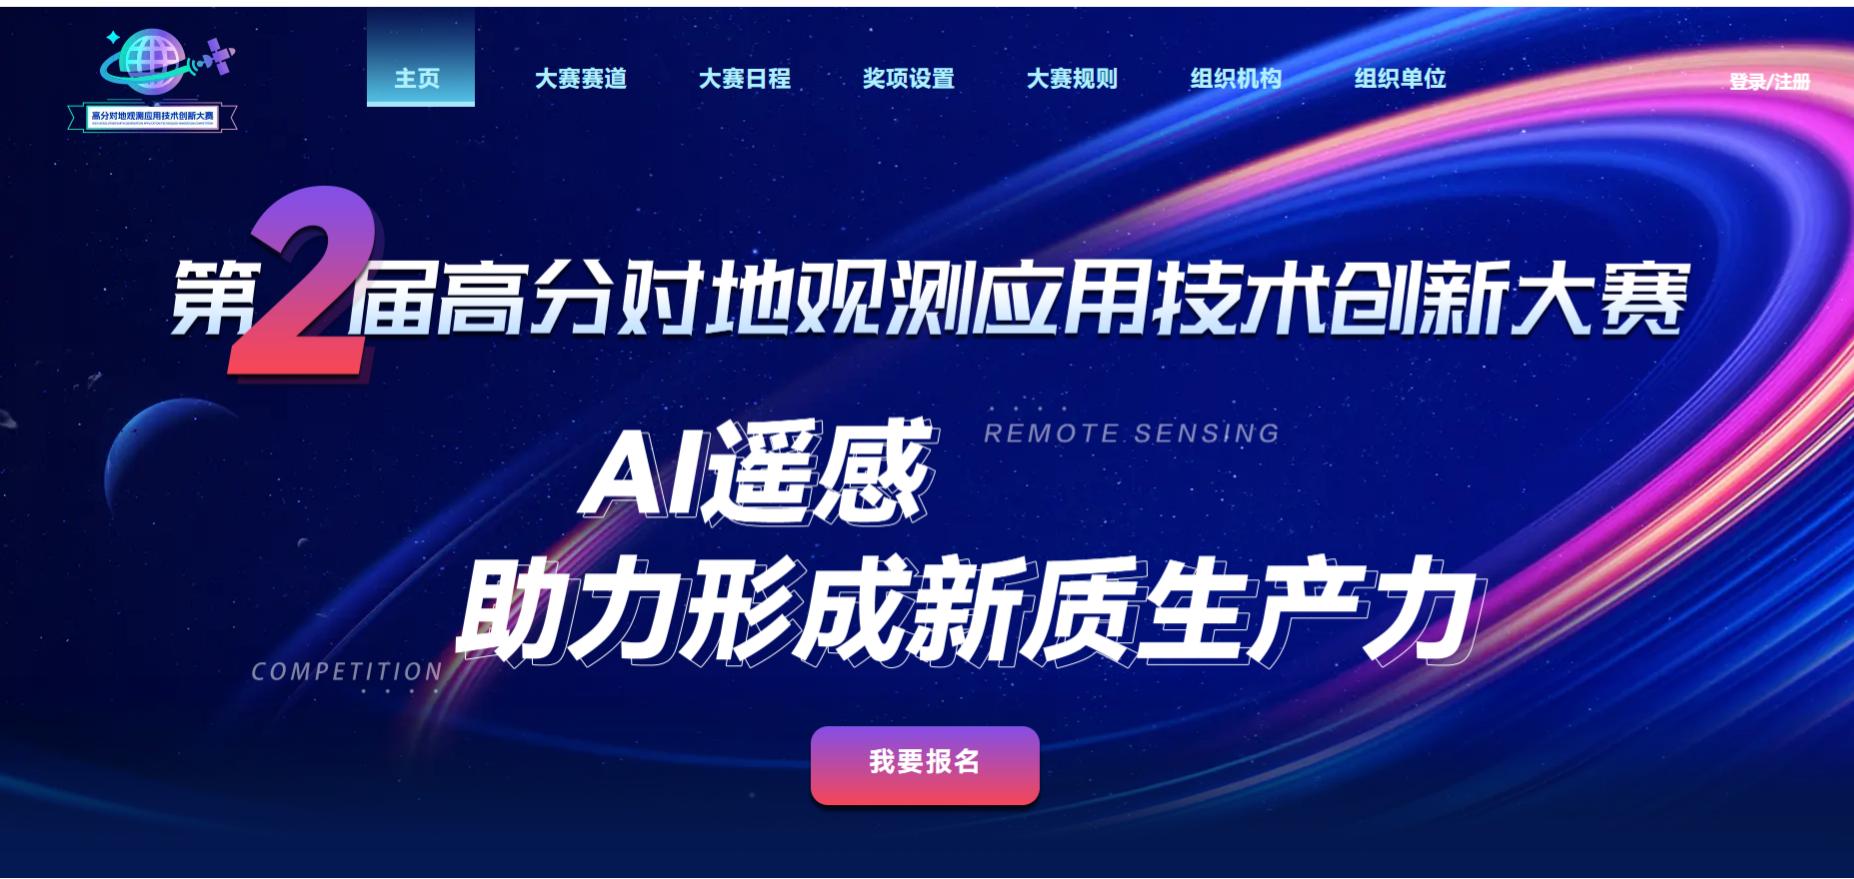 主页
大赛赛道
大赛日程
奖项设置
大赛规则
组织机构
组织单位
登录/注册
高分对地观测应用技术创新大赛
第2届高分对地观测应用技术创新大赛
AI遥感
REMOTE SENSING
助力形成新质生产力
COMPETITION
我要报名